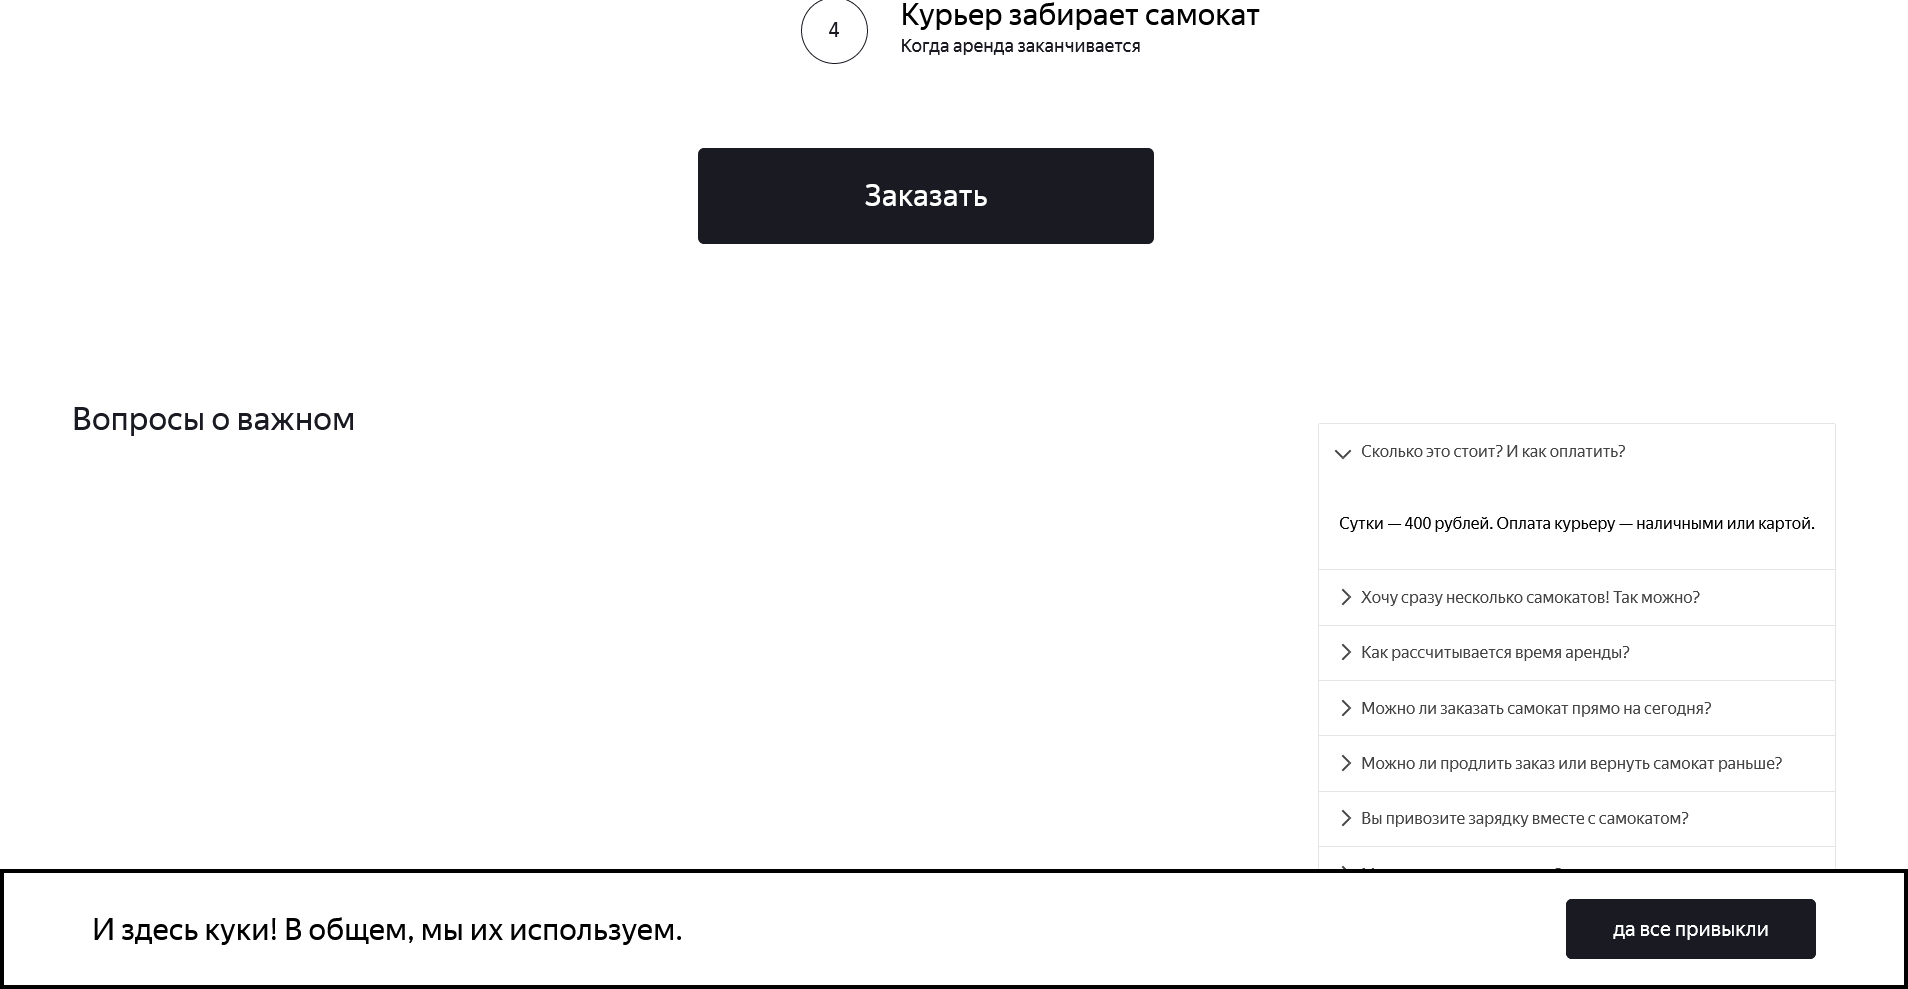 4
Курьер забирает самокат
Когда аренда заканчивается
Заказать
Вопросы о важном
Сколько это стоит? И как оплатить?
Сутки — 400 рублей. Оплата курьеру — наличными или картой.
Хочу сразу несколько самокатов! Так можно?
Как рассчитывается время аренды?
Можно ли заказать самокат прямо на сегодня?
Можно ли продлить заказ или вернуть самокат раньше?
Вы привозите зарядку вместе с самокатом?
И здесь куки! В общем, мы их используем.
да все привыкли